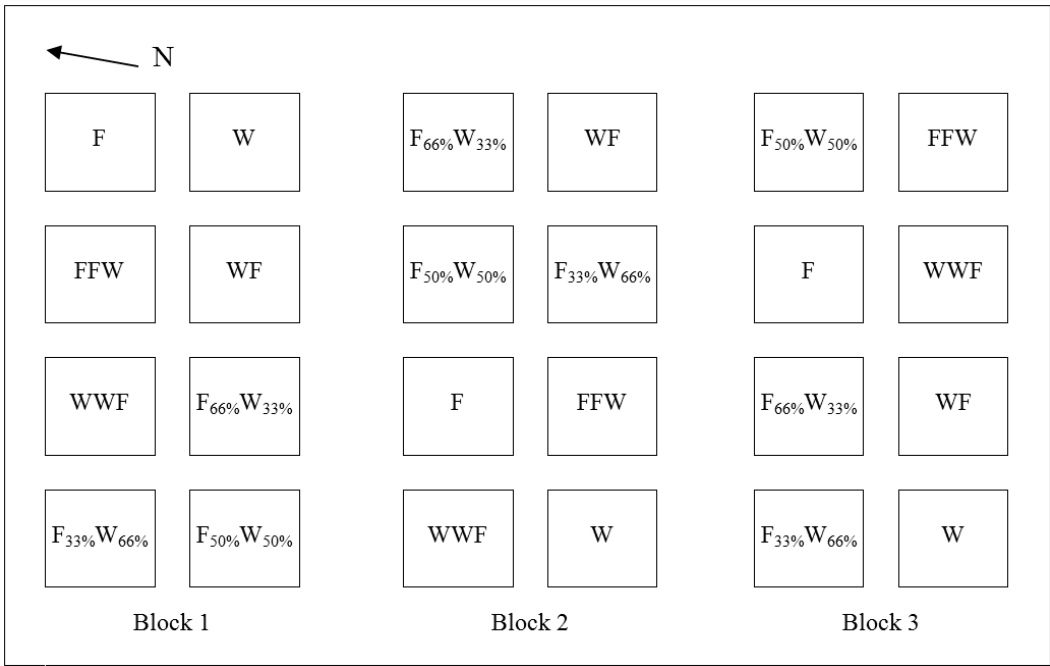 N
F W F₆₆%W₃₃% WF F₅₀%W₅₀% FFW
FFW WF F₅₀%W₅₀% F₃₃%W₆₆% F WWF
WWF F₆₆%W₃₃% F FFW F₆₆%W₃₃% WF
F₃₃%W₆₆% F₅₀%W₅₀% WWF W F₃₃%W₆₆% W
Block 1 Block 2 Block 3